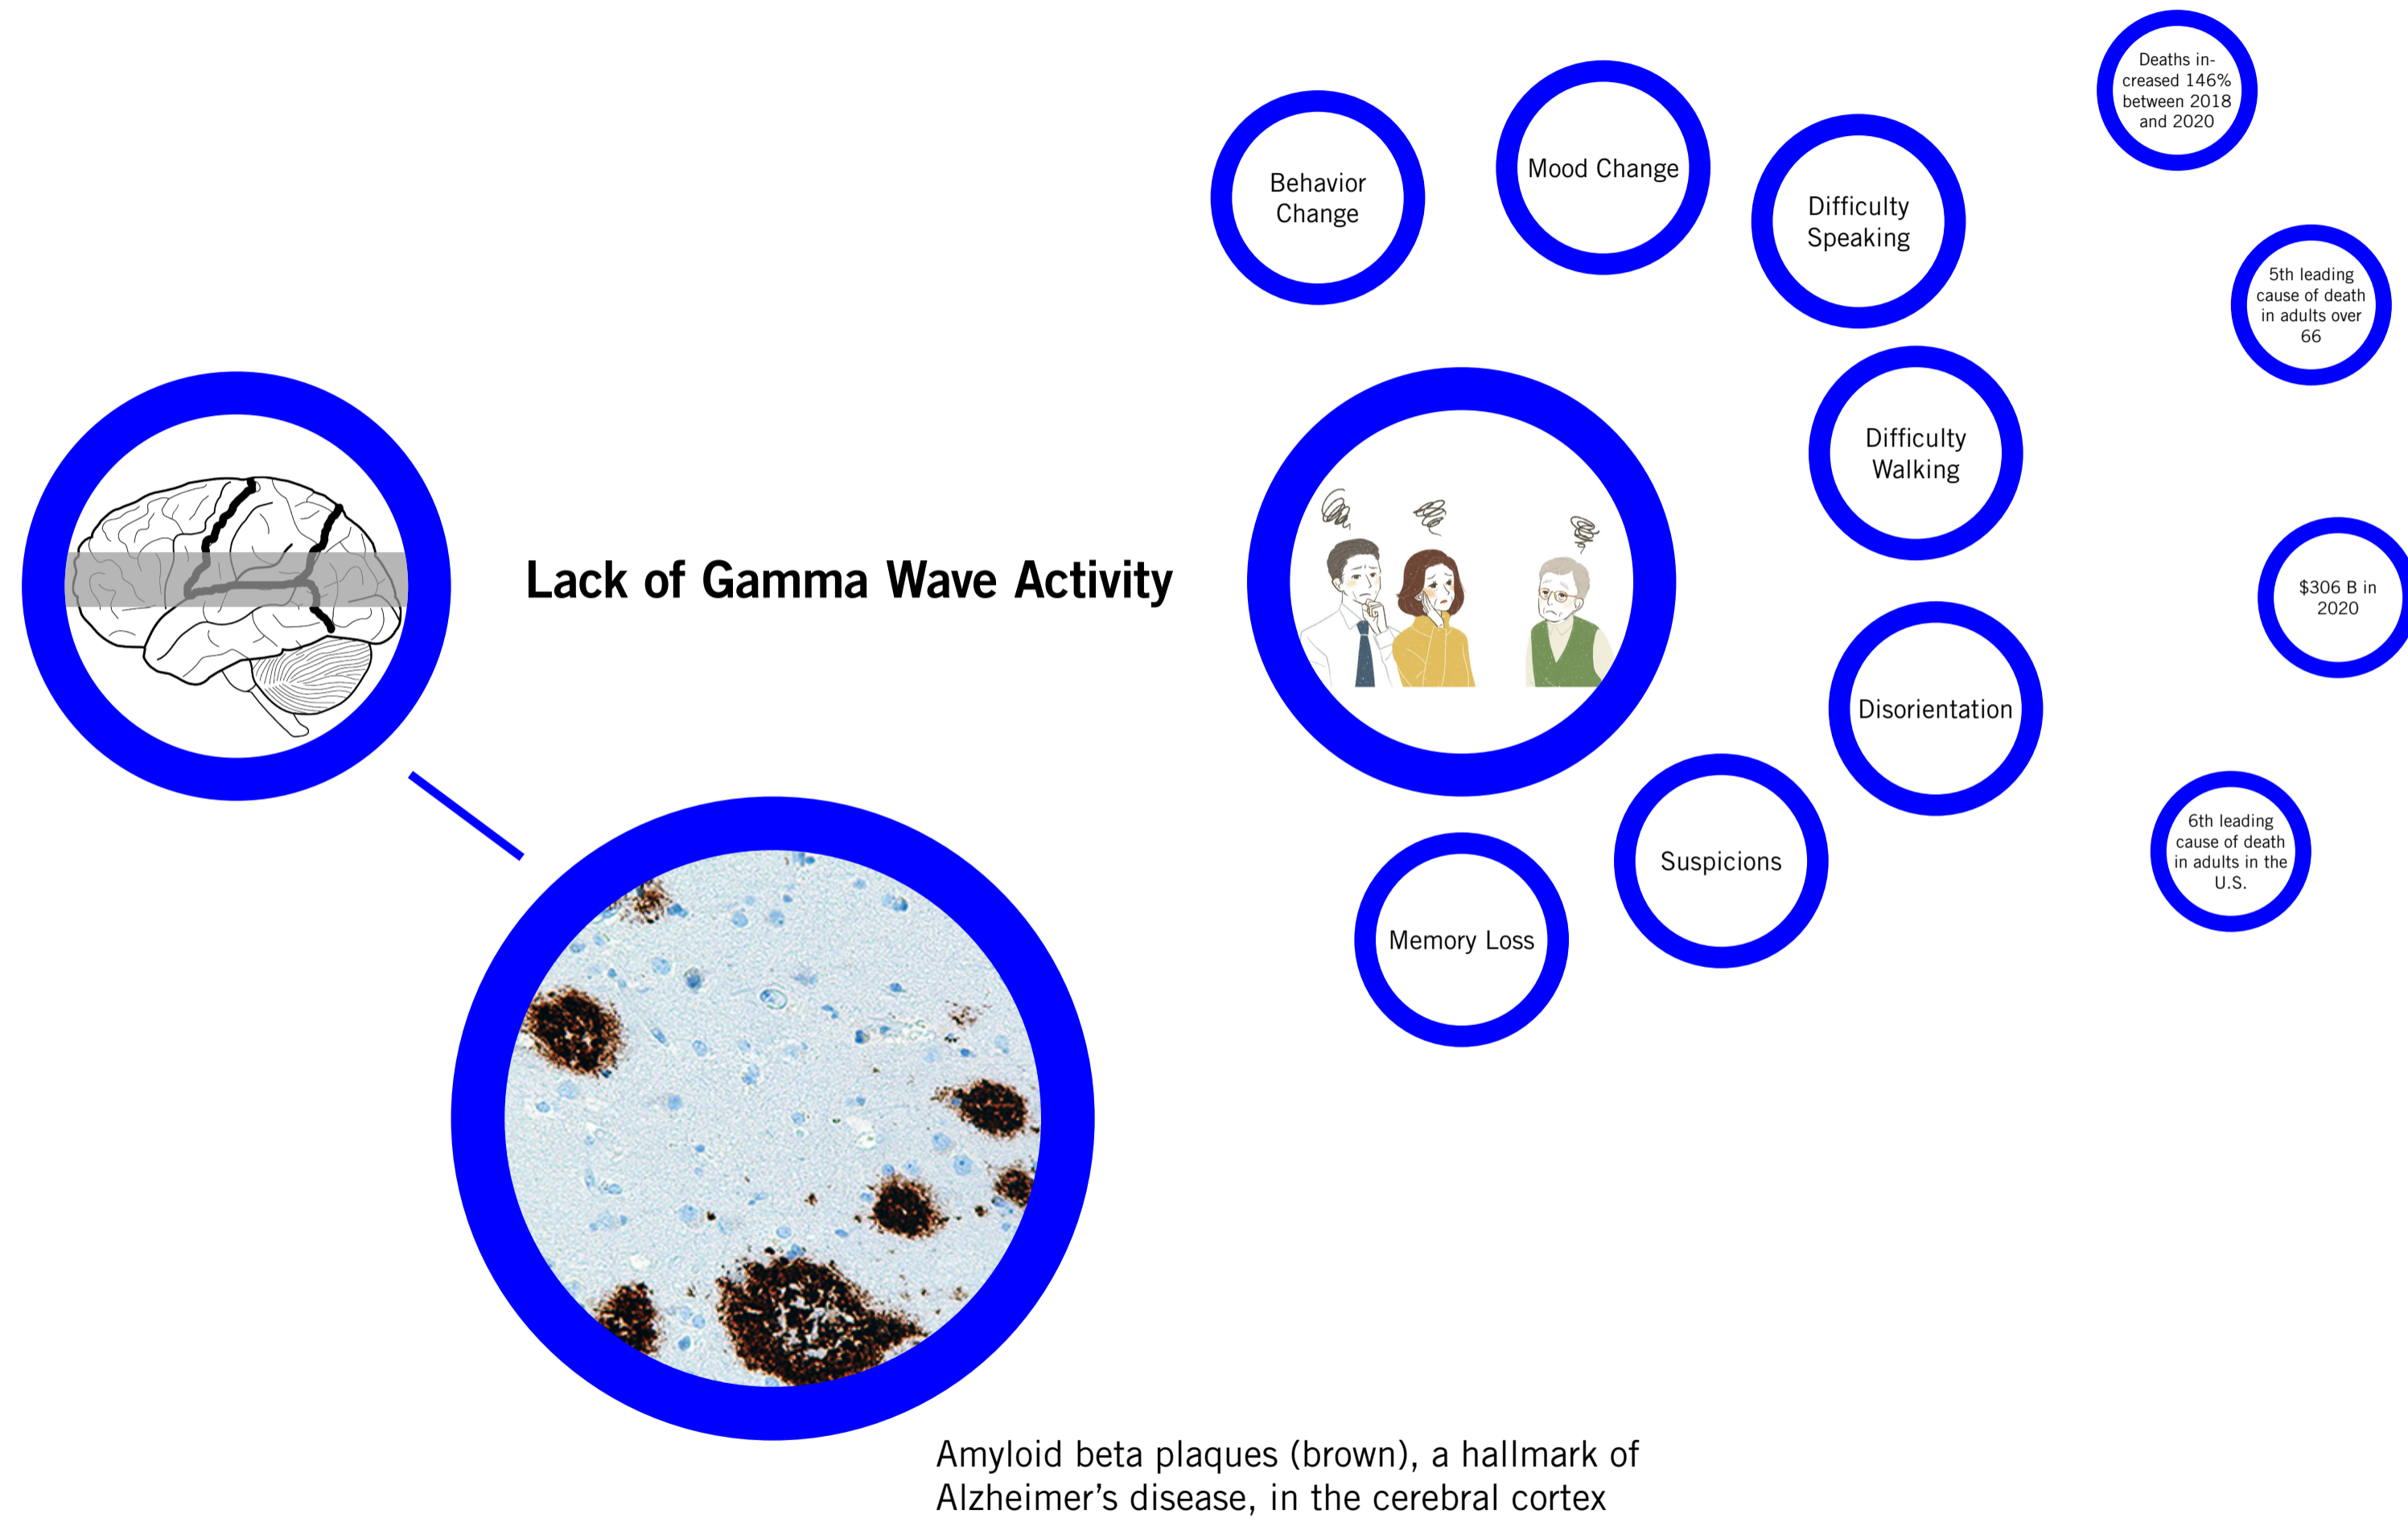 Deaths in-
creased 146%
between 2018
and 2020
Mood Change
Behavior
Change
Difficulty
Speaking
5th leading
cause of death
in adults over
66
Difficulty
Walking
Lack of Gamma Wave Activity
$306 B in
2020
Disorientation
6th leading
cause of death
in adults in the
U.S.
Suspicions
Memory Loss
Amyloid beta plaques (brown), a hallmark of
Alzheimer’s disease, in the cerebral cortex